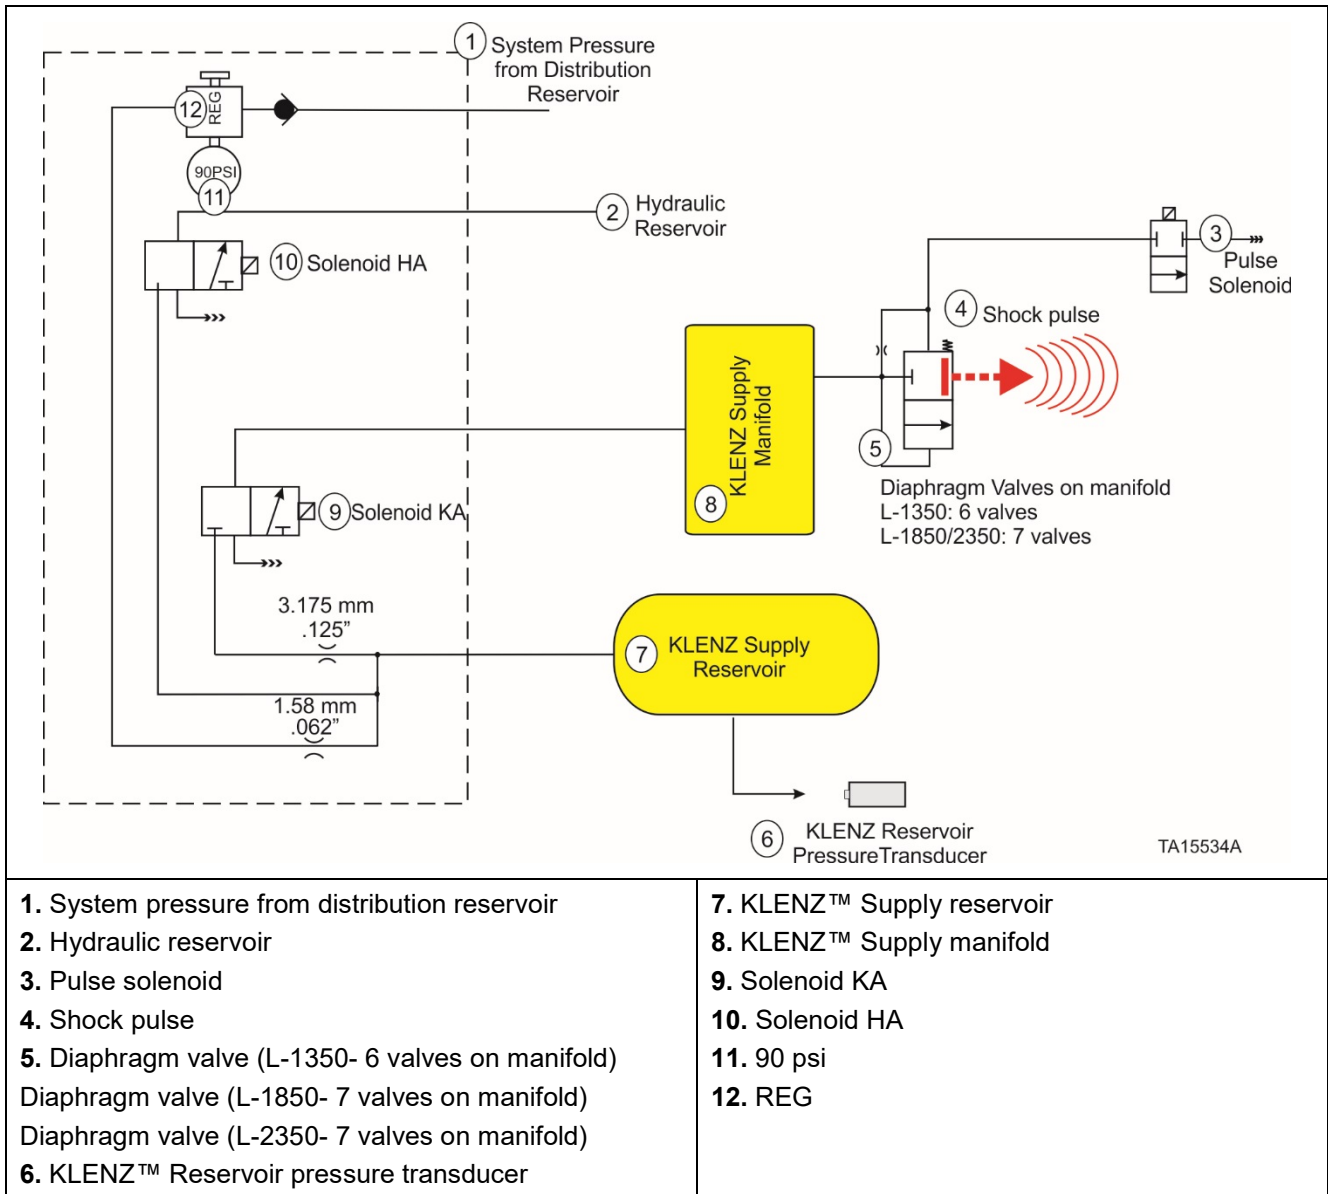 1 System Pressure
from Distribution
Reservoir
12 REG
90PSI
11
2 Hydraulic
Reservoir
10 Solenoid HA
3
Pulse
Solenoid
4 Shock pulse
KLENZ Supply
Manifold
8
5
Diaphragm Valves on manifold
L-1350: 6 valves
L-1850/2350: 7 valves
9 Solenoid KA
3.175 mm
.125”
7 KLENZ Supply
Reservoir
1.58 mm
.062”
6 KLENZ Reservoir
PressureTransducer
TA15534A
1. System pressure from distribution reservoir
2. Hydraulic reservoir
3. Pulse solenoid
4. Shock pulse
5. Diaphragm valve (L-1350- 6 valves on manifold)
Diaphragm valve (L-1850- 7 valves on manifold)
Diaphragm valve (L-2350- 7 valves on manifold)
6. KLENZ™ Reservoir pressure transducer
7. KLENZ™ Supply reservoir
8. KLENZ™ Supply manifold
9. Solenoid KA
10. Solenoid HA
11. 90 psi
12. REG